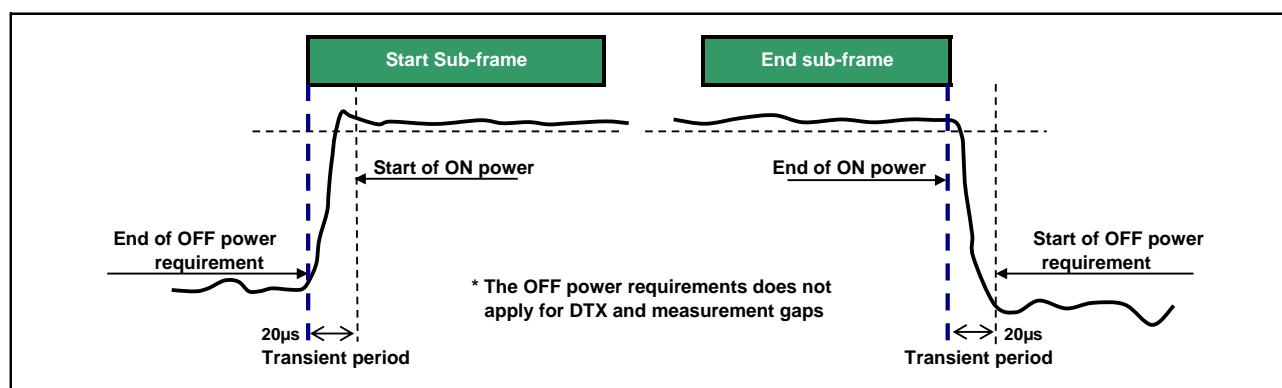 Start Sub-frame
End sub-frame
Start of ON power
End of ON power
End of OFF power
requirement
Start of OFF power
requirement
* The OFF power requirements does not
apply for DTX and measurement gaps
20µs
Transient period
20µs
Transient period